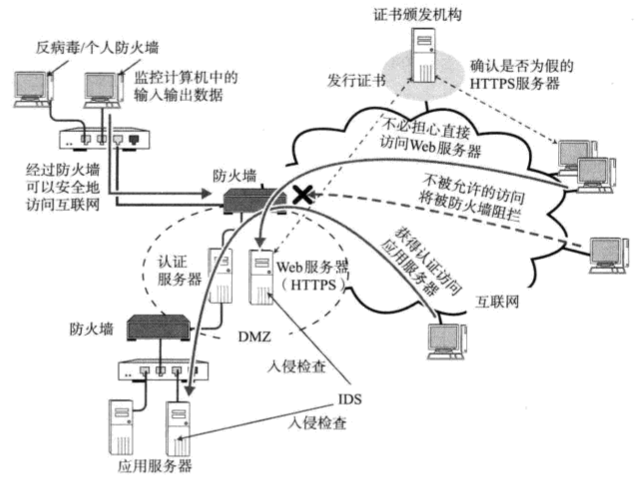 证书颁发机构
反病毒/个人防火墙
监控计算机中的
输入输出数据
发行证书
确认是否为假的
HTTPS服务器
不必担心直接
访问Web服务器
经过防火墙
可以安全地
访问互联网
防火墙
不被允许的访问
将被防火墙阻拦
获得认证访问
应用服务器
认证
服务器
Web服务器
（HTTPS）
互联网
防火墙
DMZ
入侵检查
IDS
入侵检查
应用服务器